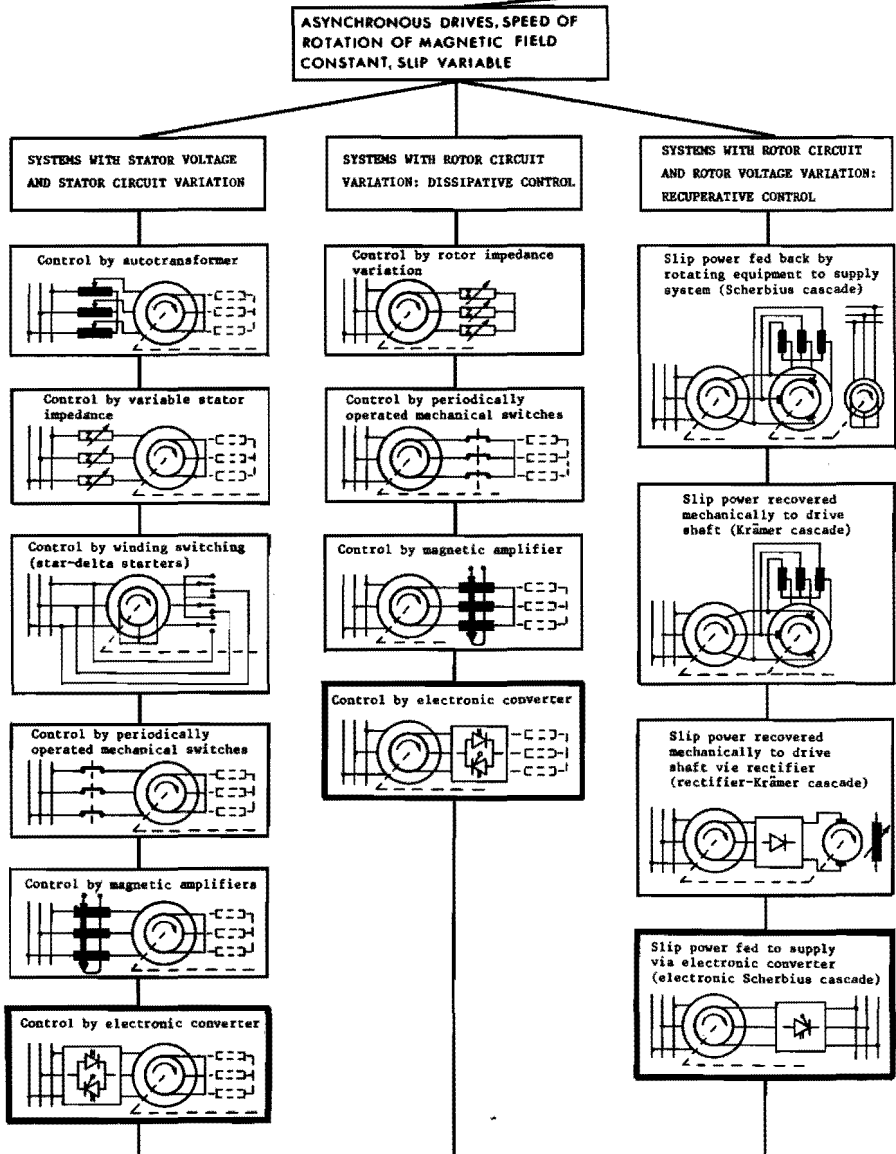 ASYNCHRONOUS DRIVES, SPEED OF
ROTATION OF MAGNETIC FIELD
CONSTANT, SLIP VARIABLE
SYSTEMS WITH STATOR VOLTAGE
AND STATOR CIRCUIT VARIATION
Control by autotransformer
Control by variable stator
impedance
Control by winding switching
(star-delta starters)
Control by periodically
operated mechanical switches
Control by magnetic amplifiers
Control by electronic converter
SYSTEMS WITH ROTOR CIRCUIT
VARIATION: DISSIPATIVE CONTROL
Control by rotor impedance
variation
Control by periodically
operated mechanical switches
Control by magnetic amplifier
Control by electronic converter
SYSTEMS WITH ROTOR CIRCUIT
AND ROTOR VOLTAGE VARIATION:
RECUPERATIVE CONTROL
Slip power fed back by
rotating equipment to supply
system (Scherbius cascade)
Slip power recovered
mechanically to drive
shaft (Krämer cascade)
Slip power recovered
mechanically to drive
shaft via rectifier
(rectifier-Krämer cascade)
Slip power fed to supply
via electronic converter
(electronic Scherbius cascade)